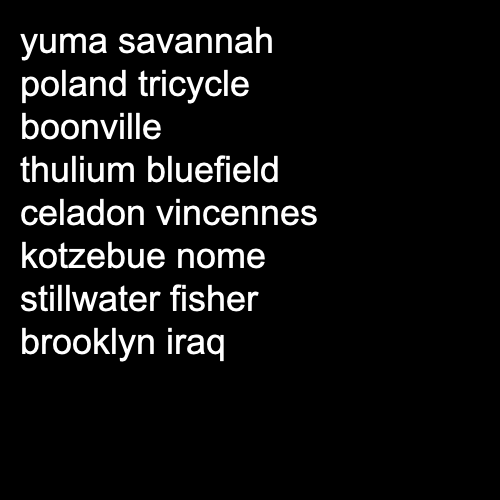 yuma savannah
poland tricycle
boonville
thulium bluefield
celadon vincennes
kotzebue nome
stillwater fisher
brooklyn iraq